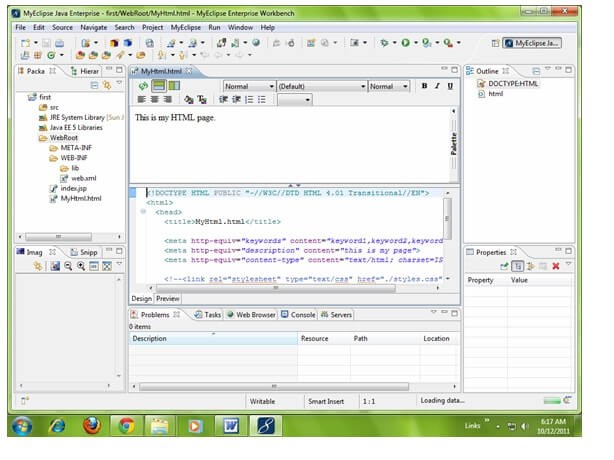 MyEclipse Java Enterprise - first/WebRoot/MyHtml.html - MyEclipse Enterprise Workbench
File Edit Source Navigate Search Project MyEclipse Run Window Help
MyEclipse Ja...
Packa Hierar
first
src
JRE System Library [Sun J
Java EE 5 Libraries
WebRoot
META-INF
WEB-INF
lib
web.xml
index.jsp
MyHtml.html
MyHtml.html
Normal (Default) Normal B I U
This is my HTML page.
Palette
<!DOCTYPE HTML PUBLIC "-//W3C//DTD HTML 4.01 Transitional//EN">
<html>
<head>
<title>MyHtml.html</title>
<meta http-equiv="keywords" content="keyword1,keyword2,keyword
<meta http-equiv="description" content="this is my page">
<meta http-equiv="content-type" content="text/html; charset=IS
<!--<link rel="stylesheet" type="text/css" href="./styles.css"
Design Preview
Outline
DOCTYPE:HTML
html
Imag Snipp
Properties
Property Value
Problems Tasks Web Browser Console Servers
0 items
Description Resource Path Location
Writable Smart Insert 1 : 1 Loading data...
Links
6:17 AM
10/12/2011